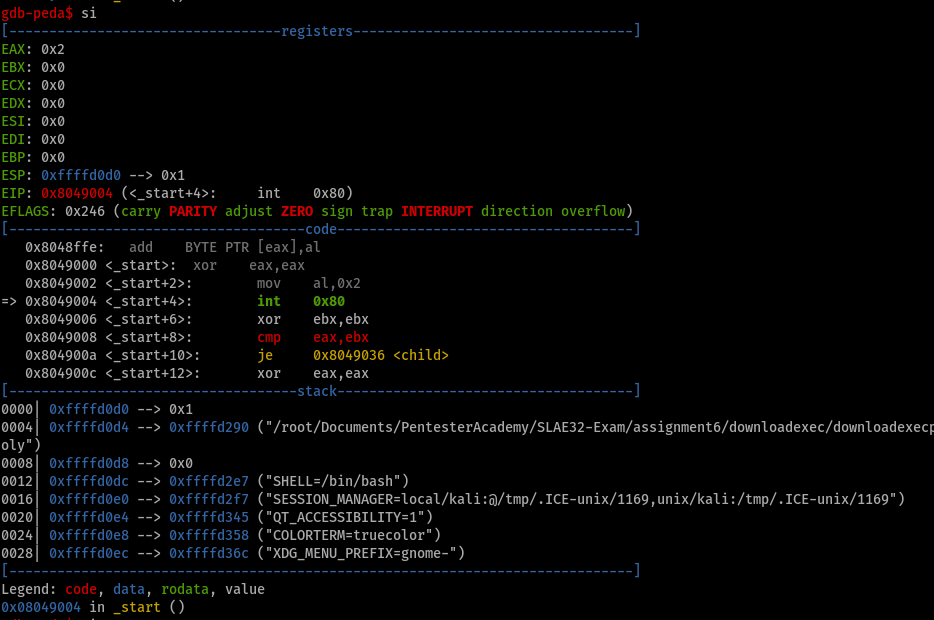 gdb-peda$ si
[----------------------------------registers-----------------------------------]
EAX: 0x2
EBX: 0x0
ECX: 0x0
EDX: 0x0
ESI: 0x0
EDI: 0x0
EBP: 0x0
ESP: 0xffffd0d0 --> 0x1
EIP: 0x8049004 (<_start+4>:     int    0x80)
EFLAGS: 0x246 (carry PARITY adjust ZERO sign trap INTERRUPT direction overflow)
[-------------------------------------code-------------------------------------]
   0x8048ffe:   add    BYTE PTR [eax],al
   0x8049000 <_start>:  xor    eax,eax
   0x8049002 <_start+2>:        mov    al,0x2
=> 0x8049004 <_start+4>:        int    0x80
   0x8049006 <_start+6>:        xor    ebx,ebx
   0x8049008 <_start+8>:        cmp    eax,ebx
   0x804900a <_start+10>:       je     0x8049036 <child>
   0x804900c <_start+12>:       xor    eax,eax
[------------------------------------stack-------------------------------------]
0000| 0xffffd0d0 --> 0x1
0004| 0xffffd0d4 --> 0xffffd290 ("/root/Documents/PentesterAcademy/SLAE32-Exam/assignment6/downloadexec/downloadexecp
oly")
0008| 0xffffd0d8 --> 0x0
0012| 0xffffd0dc --> 0xffffd2e7 ("SHELL=/bin/bash")
0016| 0xffffd0e0 --> 0xffffd2f7 ("SESSION_MANAGER=local/kali:@/tmp/.ICE-unix/1169,unix/kali:/tmp/.ICE-unix/1169")
0020| 0xffffd0e4 --> 0xffffd345 ("QT_ACCESSIBILITY=1")
0024| 0xffffd0e8 --> 0xffffd358 ("COLORTERM=truecolor")
0028| 0xffffd0ec --> 0xffffd36c ("XDG_MENU_PREFIX=gnome-")
[------------------------------------------------------------------------------]
Legend: code, data, rodata, value
0x08049004 in _start ()